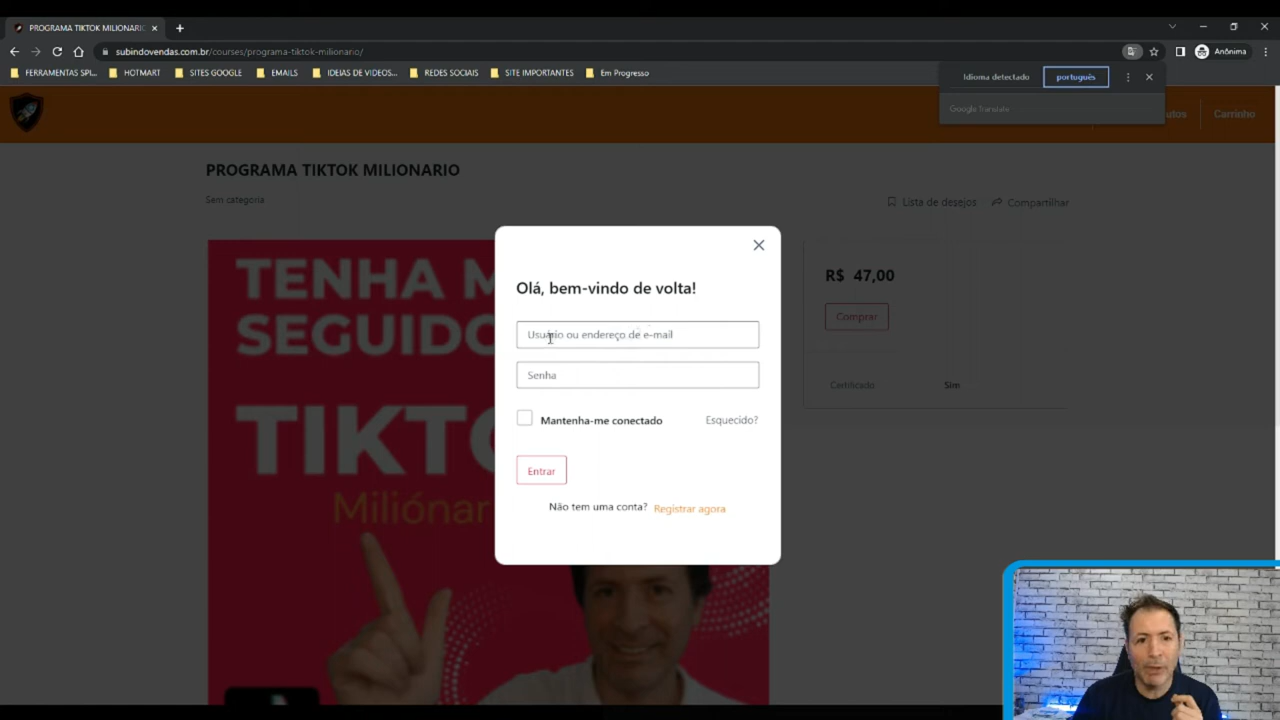 PROGRAMA TIKTOK MILIONARIO
subindovendas.com.br/courses/programa-tiktok-milionario/
Anônima
FERRAMENTAS SPI... HOTMART SITES GOOGLE EMAILS IDEIAS DE VIDEOS... REDES SOCIAIS SITE IMPORTANTES Em Progresso
Idioma detectado português
Google Translate
utos Carrinho
PROGRAMA TIKTOK MILIONARIO
Sem categoria
Lista de desejos Compartilhar
TENHA M
SEGUIDO
TIKT
Miliónar
R$ 47,00
Comprar
Certificado Sim
Olá, bem-vindo de volta!
Usuário ou endereço de e-mail
Senha
Mantenha-me conectado Esquecido?
Entrar
Não tem uma conta? Registrar agora